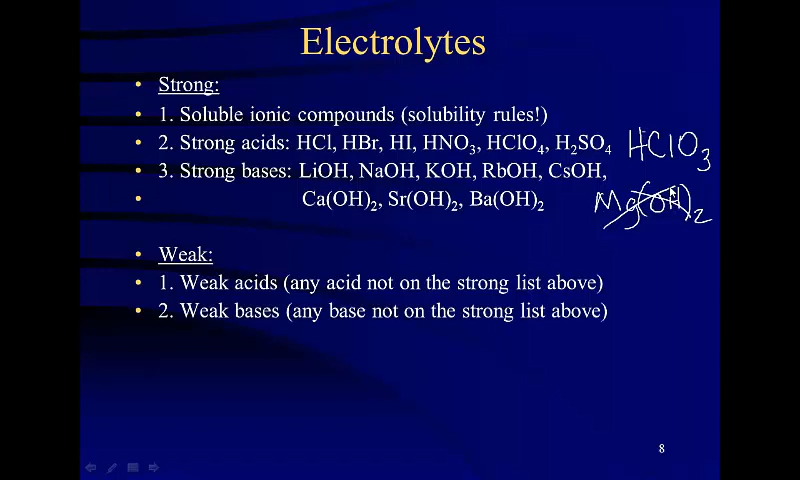 Electrolytes
• Strong:
• 1. Soluble ionic compounds (solubility rules!)
• 2. Strong acids: HCl, HBr, HI, HNO₃, HClO₄, H₂SO₄ HClO₃
• 3. Strong bases: LiOH, NaOH, KOH, RbOH, CsOH,
• Ca(OH)₂, Sr(OH)₂, Ba(OH)₂ Mg(OH)₂
• Weak:
• 1. Weak acids (any acid not on the strong list above)
• 2. Weak bases (any base not on the strong list above)
8